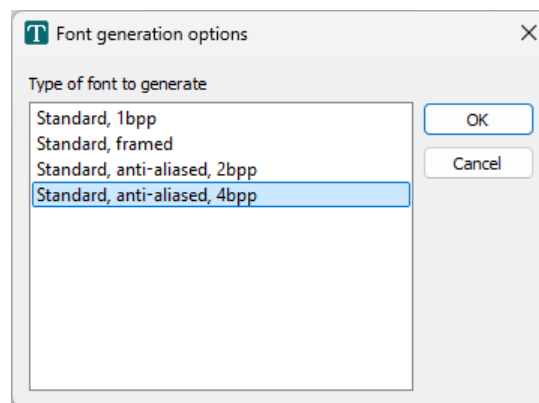 Font generation options
Type of font to generate
Standard, 1bpp
Standard, framed
Standard, anti-aliased, 2bpp
Standard, anti-aliased, 4bpp
OK
Cancel